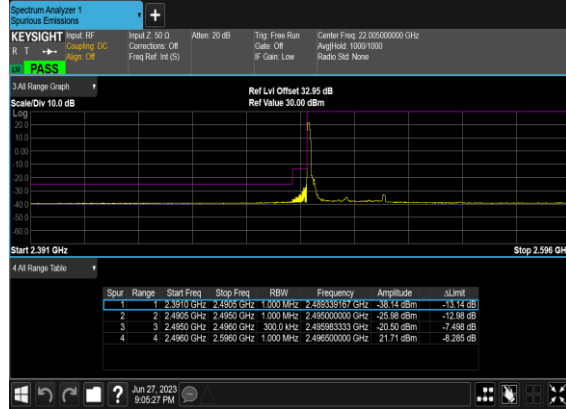 Spectrum Analyzer 1
Spurious Emissions
+
KEYSIGHT Input: RF Input Z: 50 Ω Atten: 20 dB Trig: Free Run Center Freq: 22.005000000 GHz
R T Coupling: DC Corrections: Off Gate: Off Avg|Hold: 1000/1000
Align: Off Freq Ref: Int (S) IF Gain: Low Radio Std: None
PASS
3 All Range Graph
Ref Lvl Offset 32.95 dB
Scale/Div 10.0 dB Ref Value 30.00 dBm
Log
20.0
10.0
0.00
-10.0
-20.0
-30.0
-40.0
-50.0
-60.0
Start 2.391 GHz Stop 2.596 GH
4 All Range Table
Spur Range Start Freq Stop Freq RBW Frequency Amplitude ΔLimit
1 1 2.3910 GHz 2.4905 GHz 1.000 MHz 2.489339167 GHz -38.14 dBm -13.14 dB
2 2 2.4905 GHz 2.4950 GHz 1.000 MHz 2.495000000 GHz -25.98 dBm -12.98 dB
3 3 2.4950 GHz 2.4960 GHz 300.0 kHz 2.495983333 GHz -20.50 dBm -7.498 dB
4 4 2.4960 GHz 2.5960 GHz 1.000 MHz 2.496500000 GHz 21.71 dBm -8.285 dB
? Jun 27, 2023
9:05:27 PM